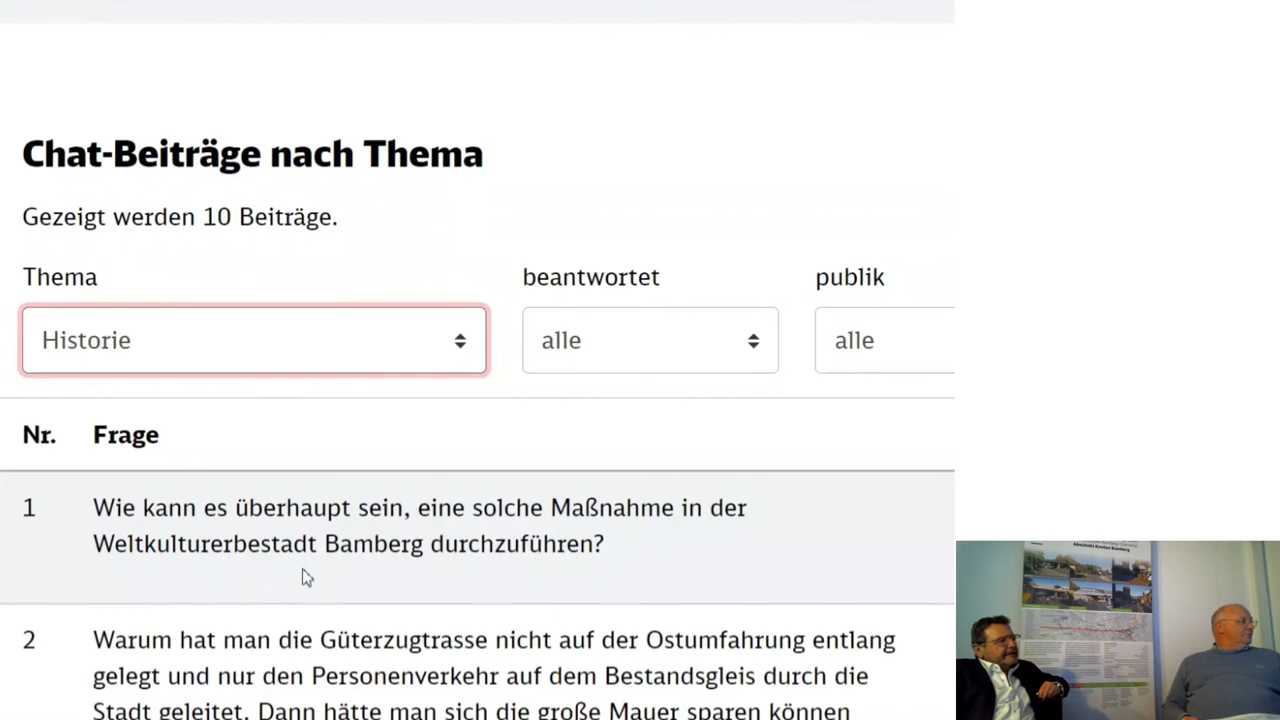 Chat-Beiträge nach Thema
Gezeigt werden 10 Beiträge.
Thema beantwortet publik
Historie alle alle
Nr. Frage
1 Wie kann es überhaupt sein, eine solche Maßnahme in der
Weltkulturerbestadt Bamberg durchzuführen?
2 Warum hat man die Güterzugtrasse nicht auf der Ostumfahrung entlang
gelegt und nur den Personenverkehr auf dem Bestandsgleis durch die
Stadt geleitet. Dann hätte man sich die große Mauer sparen können
Abschnitt Knoten Bamberg